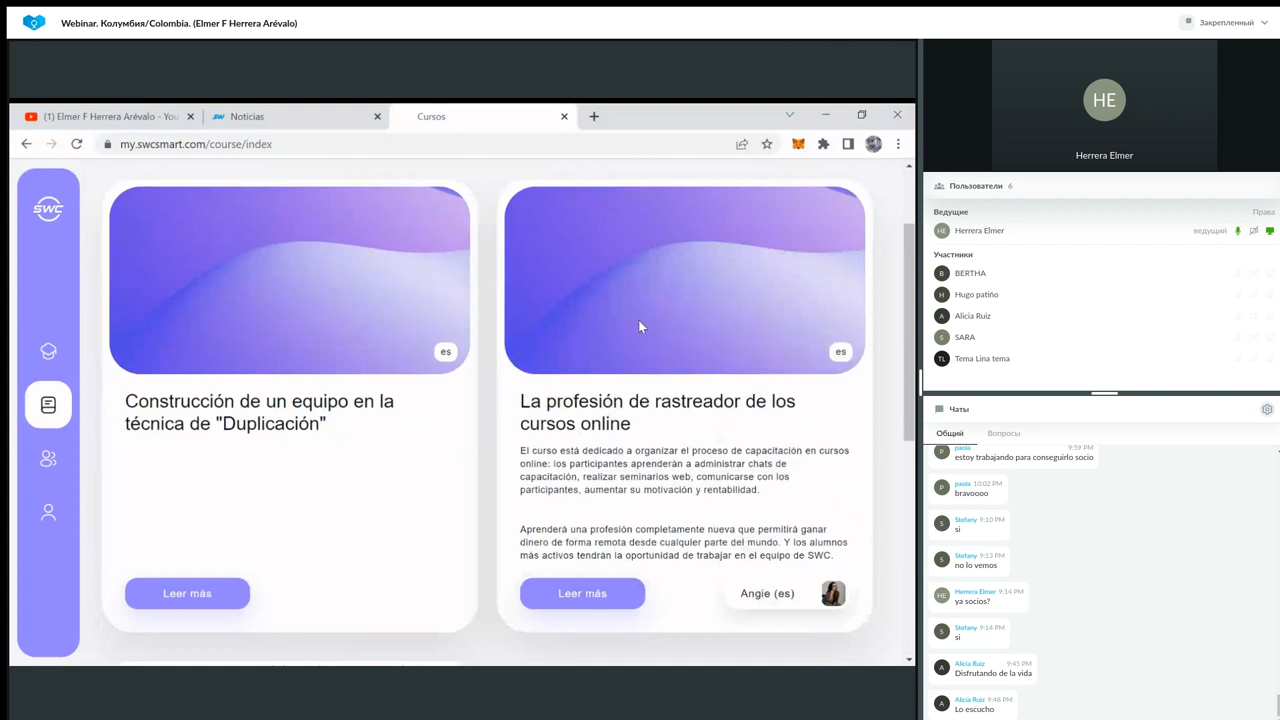 Webinar. Колумбия/Colombia. (Elmer F Herrera Arévalo)
Закрепленный
(1) Elmer F Herrera Arévalo - You
Noticias
Cursos
my.swcsmart.com/course/index
SWC
es
es
Construcción de un equipo en la
técnica de "Duplicación"
Leer más
La profesión de rastreador de los
cursos online
El curso está dedicado a organizar el proceso de capacitación en cursos
online: los participantes aprenderán a administrar chats de
capacitación, realizar seminarios web, comunicarse con los
participantes, aumentar su motivación y rentabilidad.
Aprenderá una profesión completamente nueva que permitirá ganar
dinero de forma remota desde cualquier parte del mundo. Y los alumnos
más activos tendrán la oportunidad de trabajar en el equipo de SWC.
Leer más
Angie (es)
HE
Herrera Elmer
Пользователи 6
Ведущие
Права
HE Herrera Elmer ведущий
Участники
B BERTHA
H Hugo patiño
A Alicia Ruiz
S SARA
TL Tema Lina tema
Чаты
Общий
Вопросы
paola 9:59 PM
P estoy trabajando para conseguirlo socio
P paola 10:02 PM
bravoooo
S Stefany 9:10 PM
si
S Stefany 9:13 PM
no lo vemos
HE Herrera Elmer 9:14 PM
ya socios?
S Stefany 9:14 PM
si
A Alicia Ruiz 9:45 PM
Disfrutando de la vida
A Alicia Ruiz 9:48 PM
Lo escucho